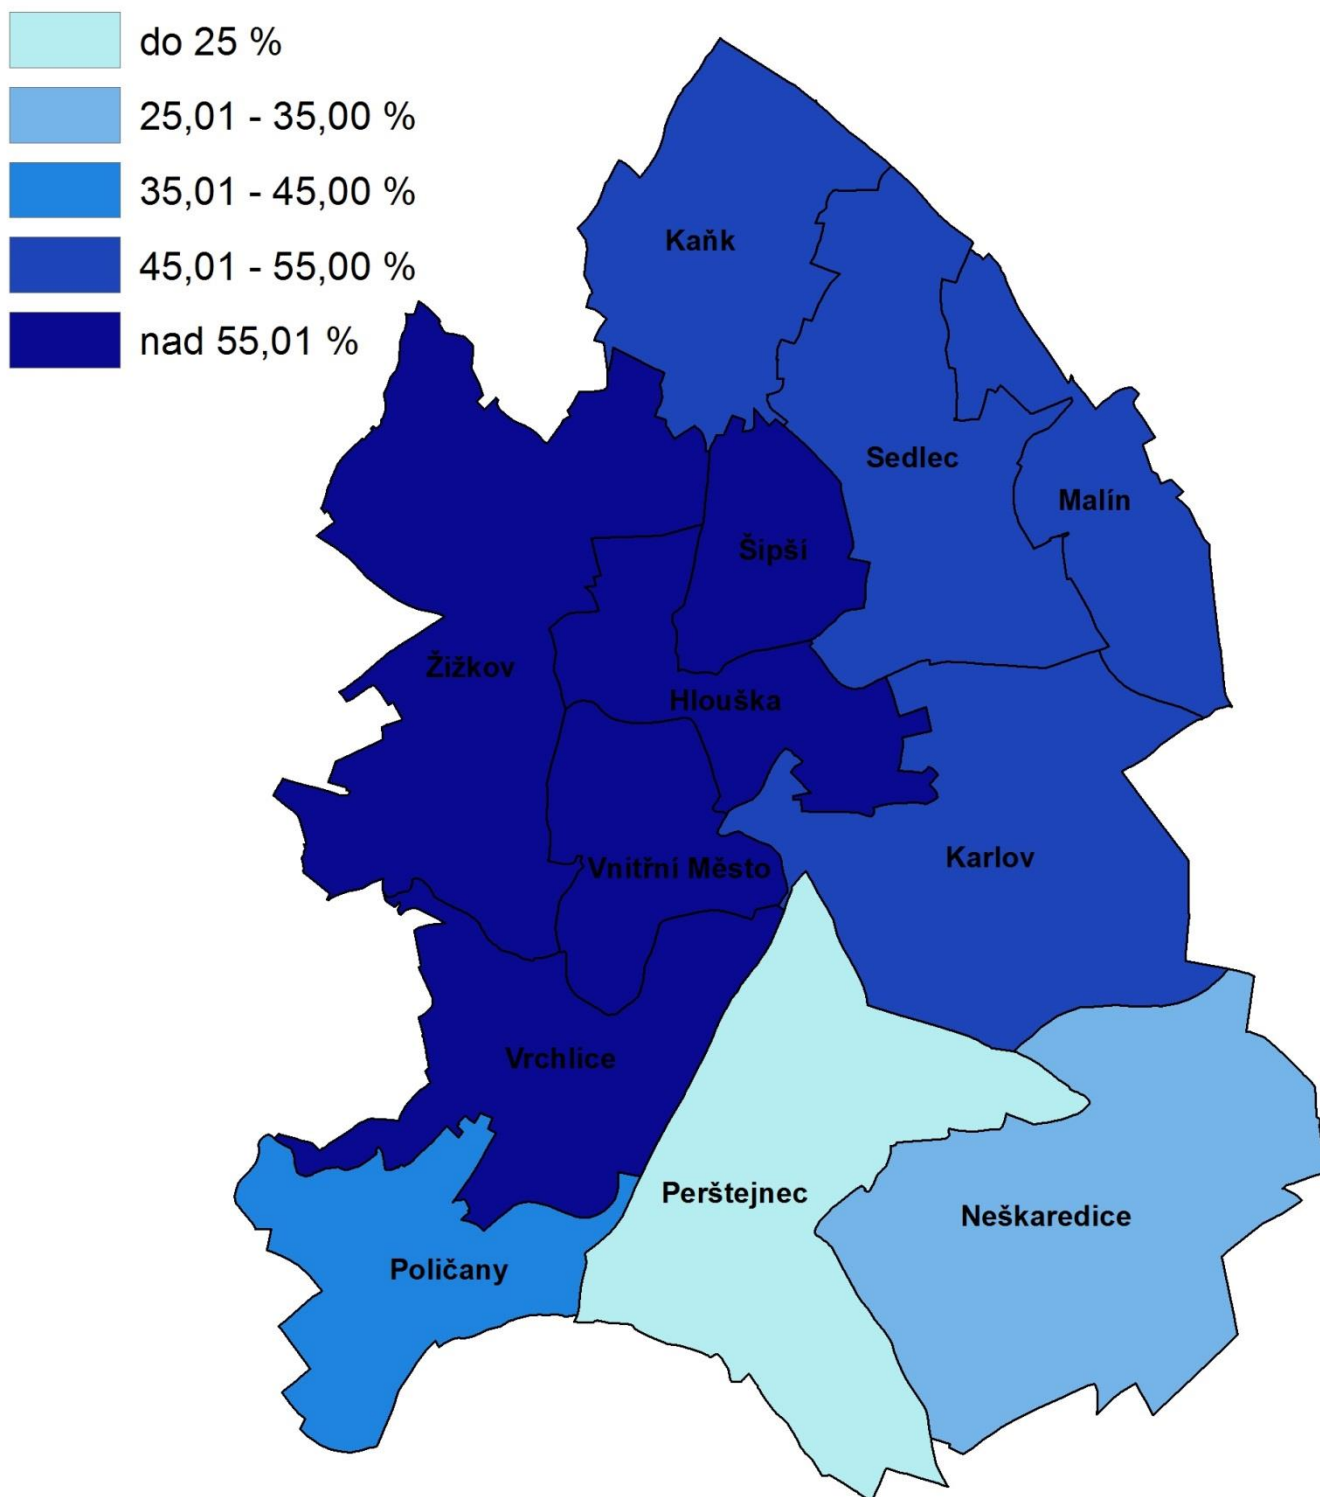 do 25 %
25,01 - 35,00 %
35,01 - 45,00 %
45,01 - 55,00 %
nad 55,01 %
Kaňk
Sedlec
Malín
Šipší
Žižkov
Hlouška
Karlov
Vnitřní Město
Vrchlice
Perštejnec
Neškaredice
Poličany